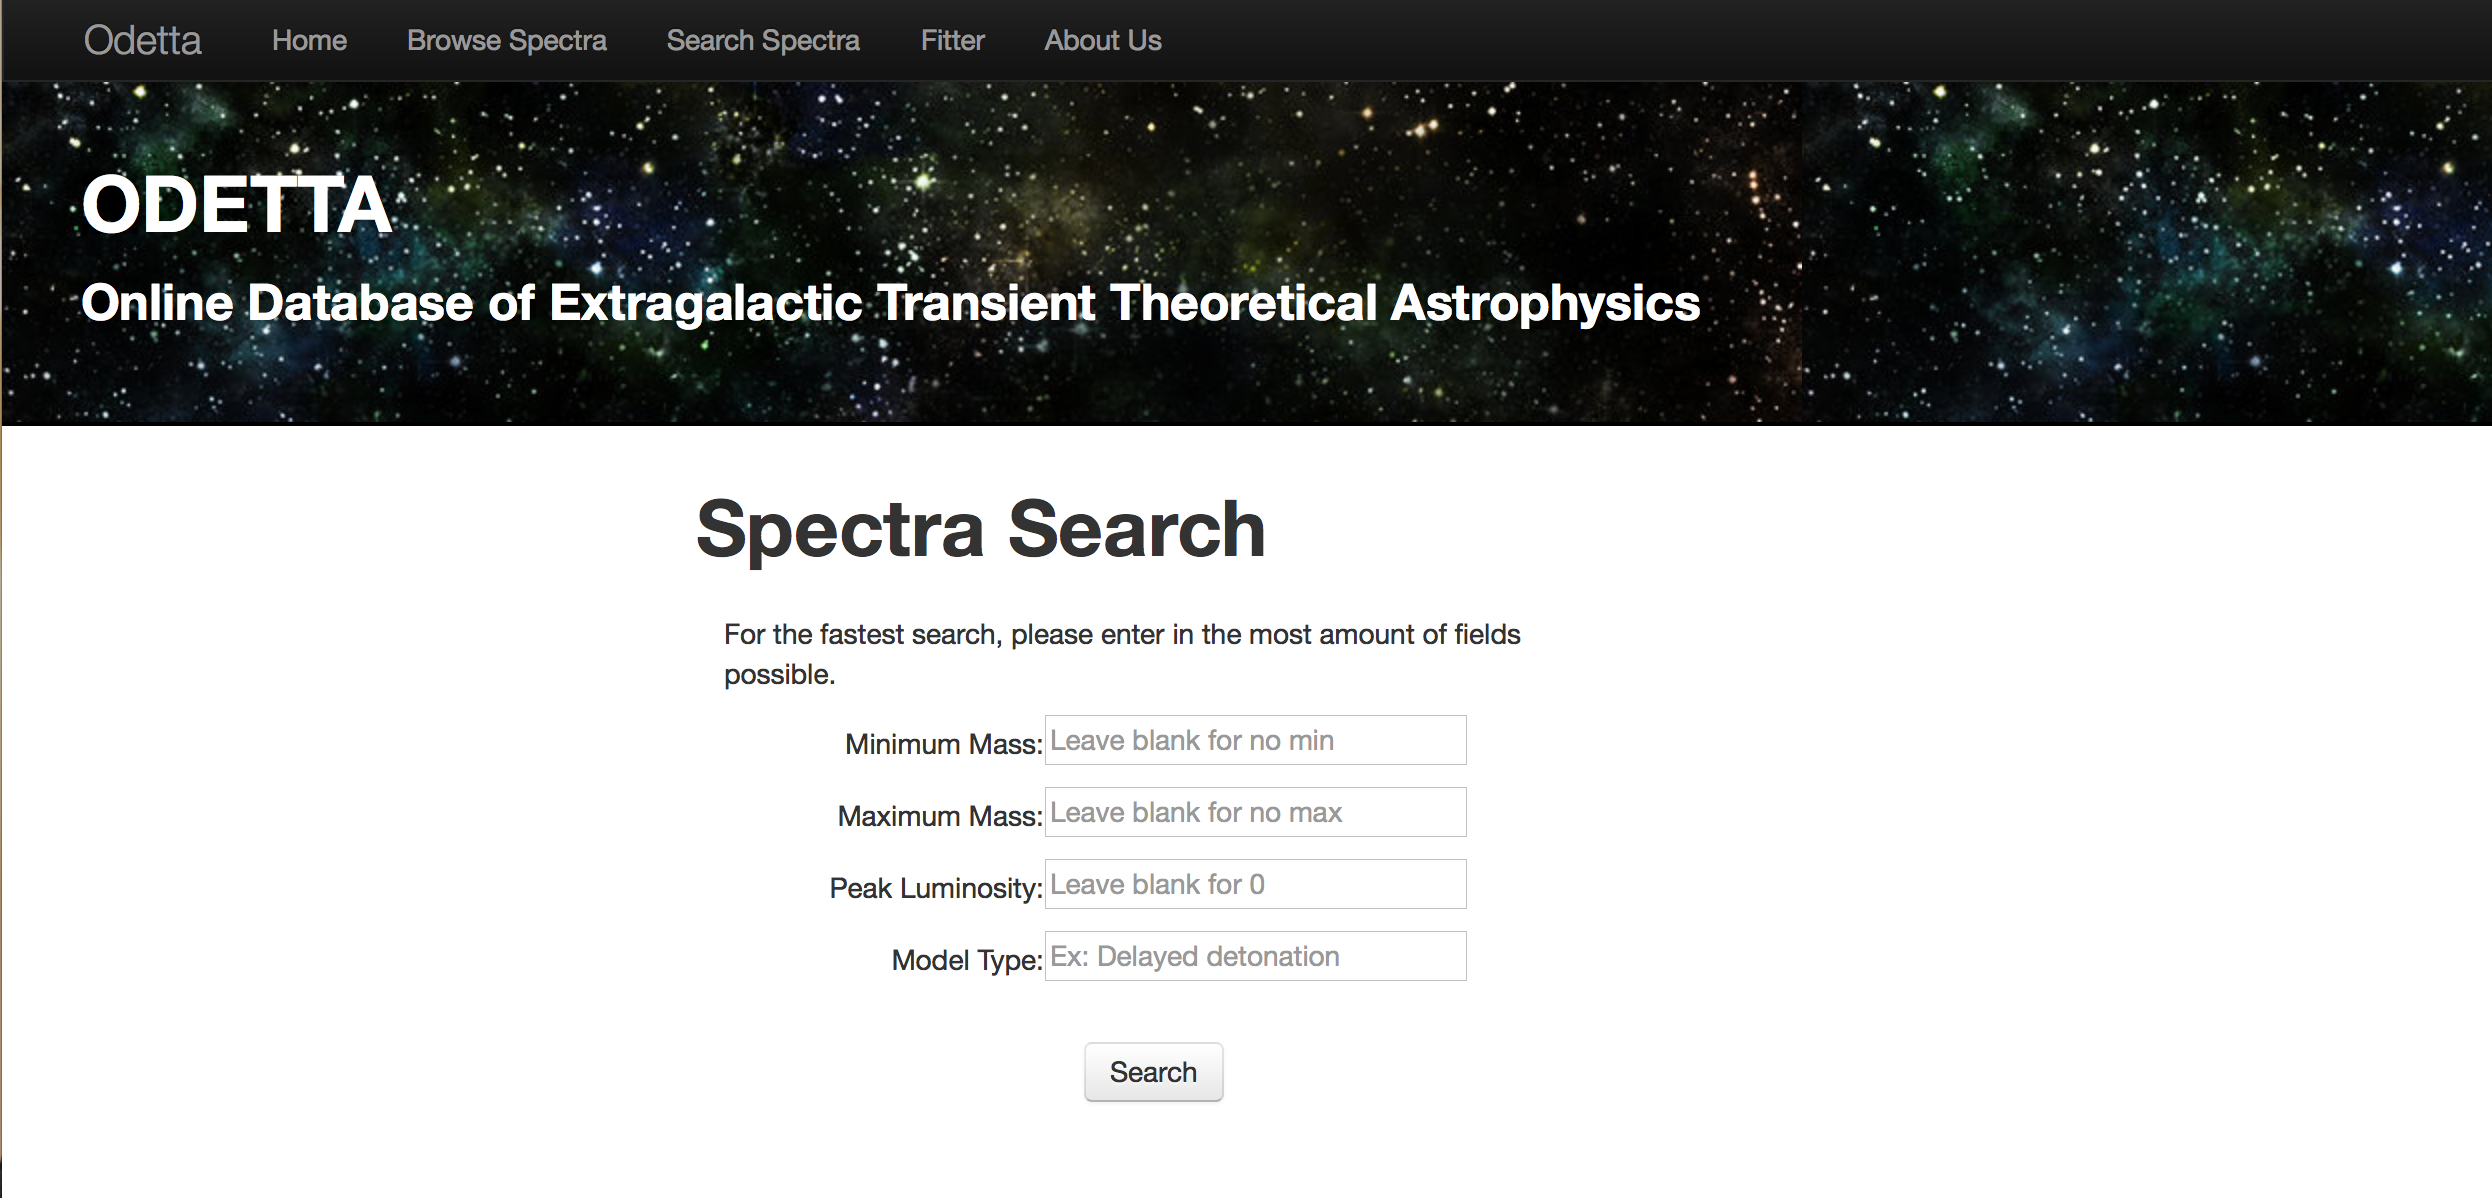 Odetta Home Browse Spectra Search Spectra Fitter About Us
ODETTA
Online Database of Extragalactic Transient Theoretical Astrophysics
Spectra Search
For the fastest search, please enter in the most amount of fields
possible.
Minimum Mass: Leave blank for no min
Maximum Mass: Leave blank for no max
Peak Luminosity: Leave blank for 0
Model Type: Ex: Delayed detonation
Search